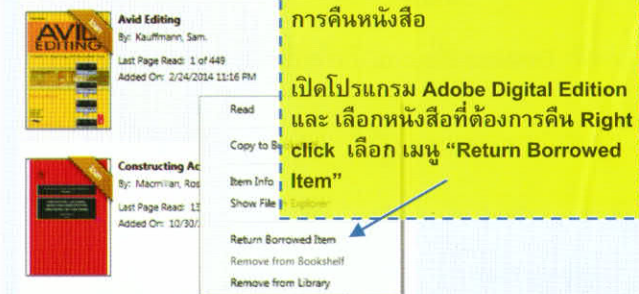 AVID
EDITING
Avid Editing
By: Kauffmann, Sam.
Last Page Read: 1 of 449
Added On: 2/24/2014 11:16 PM
Constructing Ac
By: Macmillan, Ros
Last Page Read: 13
Added On: 10/30/
Read
Copy to Bookshelf
Item Info
Show File in Explorer
Return Borrowed Item
Remove from Bookshelf
Remove from Library
การคืนหนังสือ
เปิดโปรแกรม Adobe Digital Edition
และ เลือกหนังสือที่ต้องการคืน Right
click เลือก เมนู “Return Borrowed
Item”